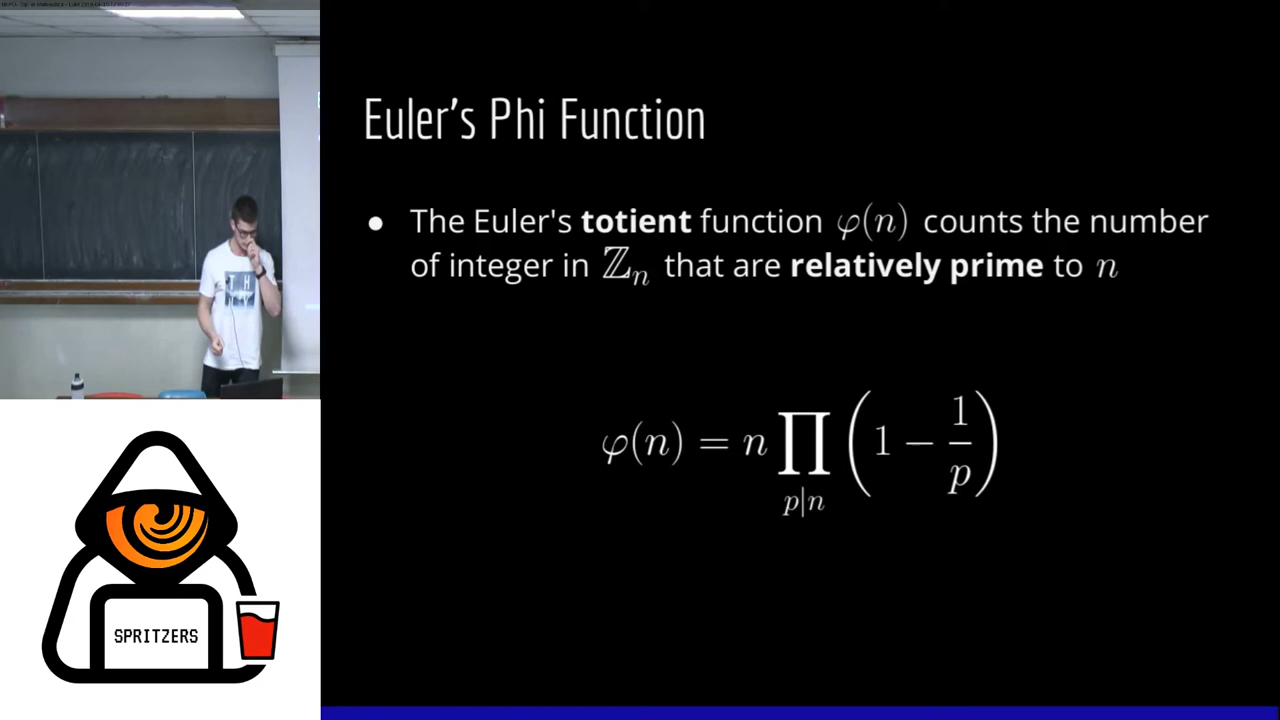 Euler's Phi Function
● The Euler's totient function φ(n) counts the number
of integer in ℤₙ that are relatively prime to n
φ(n) = n ∏_{p|n} (1 − 1/p)
SPRITZERS